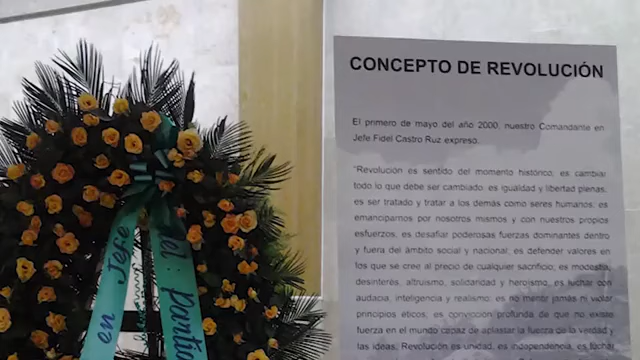 CONCEPTO DE REVOLUCIÓN
El primero de mayo del año 2000, nuestro Comandante en
Jefe Fidel Castro Ruz expresó.
"Revolución es sentido del momento histórico; es cambiar
todo lo que debe ser cambiado; es igualdad y libertad plenas;
es ser tratado y tratar a los demás como seres humanos; es
emanciparnos por nosotros mismos y con nuestros propios
esfuerzos; es desafiar poderosas fuerzas dominantes dentro
y fuera del ámbito social y nacional; es defender valores en
los que se cree al precio de cualquier sacrificio; es modestia,
desinterés, altruismo, solidaridad y heroísmo; es luchar con
audacia, inteligencia y realismo; es no mentir jamás ni violar
principios éticos; es convicción profunda de que no existe
fuerza en el mundo capaz de aplastar la fuerza de la verdad y
las ideas. Revolución es unidad, es independencia, es luchar
en Jefe
el: Partid